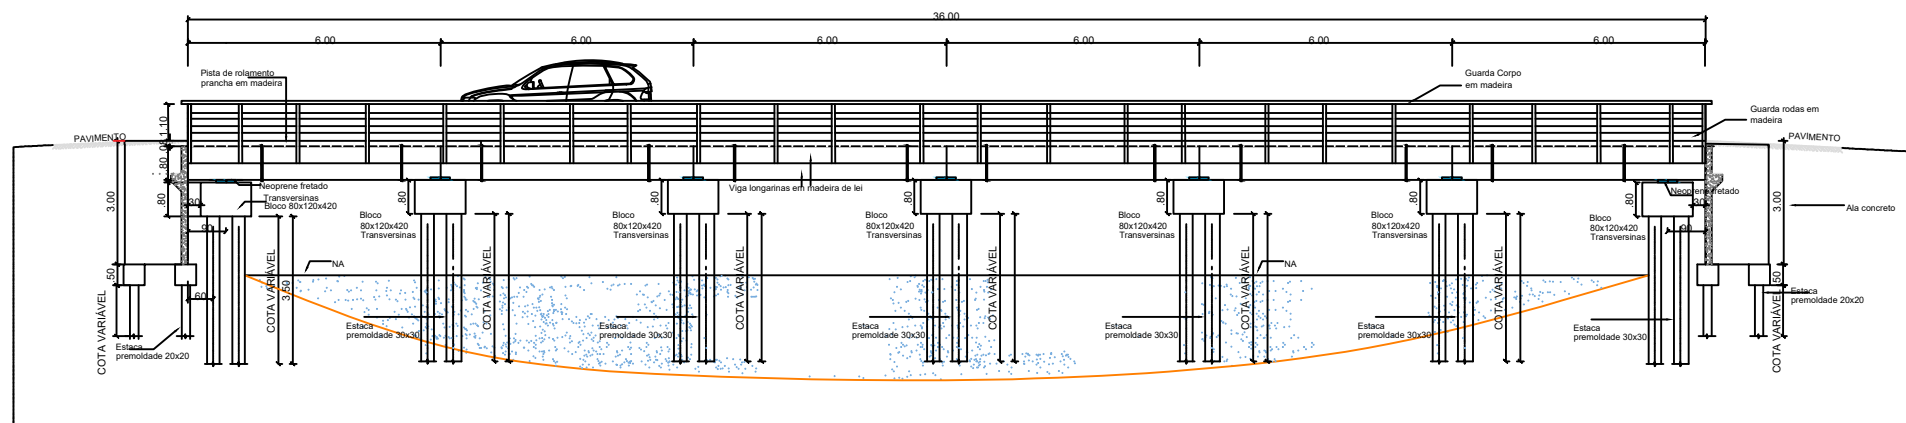 36.00
6.00 6.00 6.00 6.00 6.00 6.00
Pista de rolamento
prancha em madeira
Guarda Corpo
em madeira
Guarda rodas em
madeira
PAVIMENTO
PAVIMENTO
1.10
.80
.80
3.00
.50
Neoprene fretado
Transversinas
Bloco 80x120x420
.30
.90
.60
Viga longarinas em madeira de lei
.80
.80
.80
.80
.80
.80
Bloco
80x120x420
Transversinas
Bloco
80x120x420
Transversinas
Bloco
80x120x420
Transversinas
Bloco
80x120x420
Transversinas
Bloco
80x120x420
Transversinas
Bloco
80x120x420
Transversinas
Neoprene fretado
.30
.90
3.00
.50
Ala concreto
NA
NA
COTA VARIÁVEL
COTA VARIÁVEL
3.50
COTA VARIÁVEL
COTA VARIÁVEL
COTA VARIÁVEL
COTA VARIÁVEL
COTA VARIÁVEL
COTA VARIÁVEL
Estaca
premoldade 20x20
Estaca
premoldade 30x30
Estaca
premoldade 30x30
Estaca
premoldade 30x30
Estaca
premoldade 30x30
Estaca
premoldade 30x30
Estaca
premoldade 30x30
Estaca
premoldade 20x20